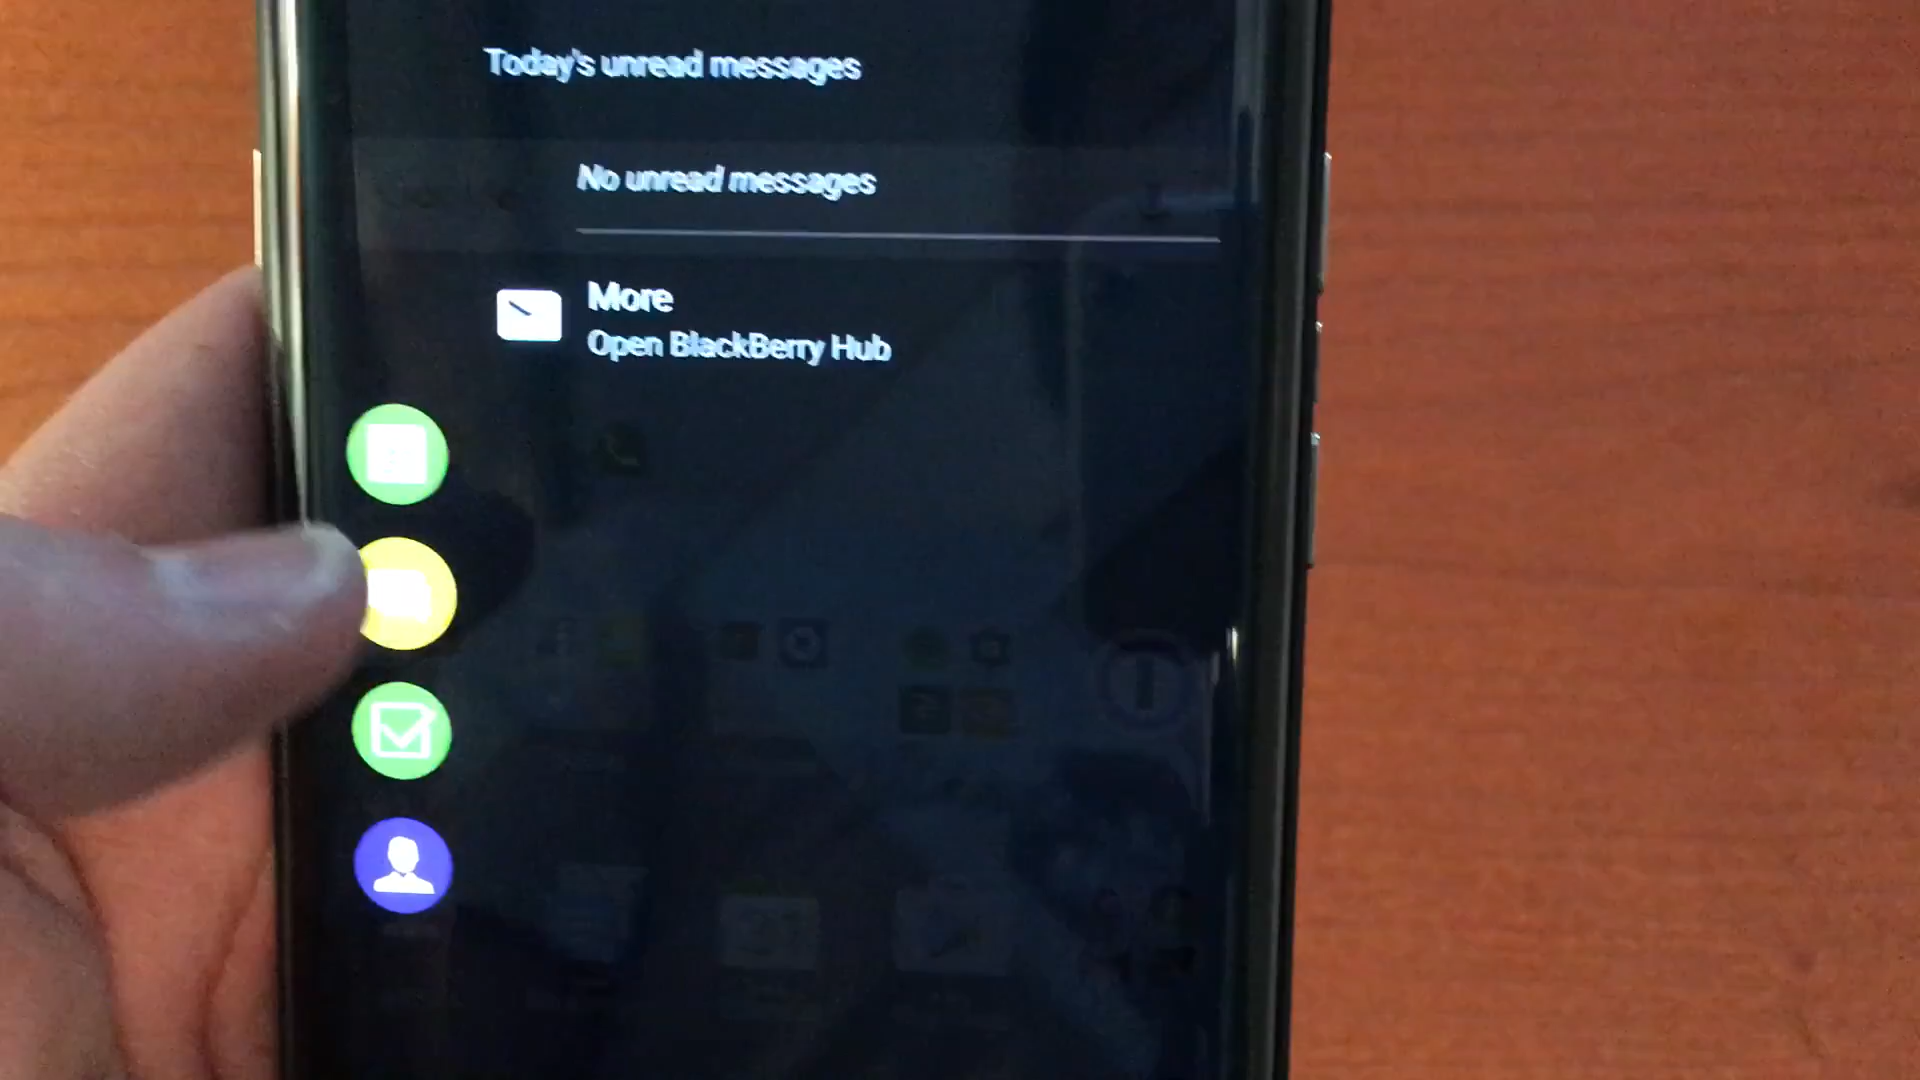 Today's unread messages
No unread messages
More
Open BlackBerry Hub